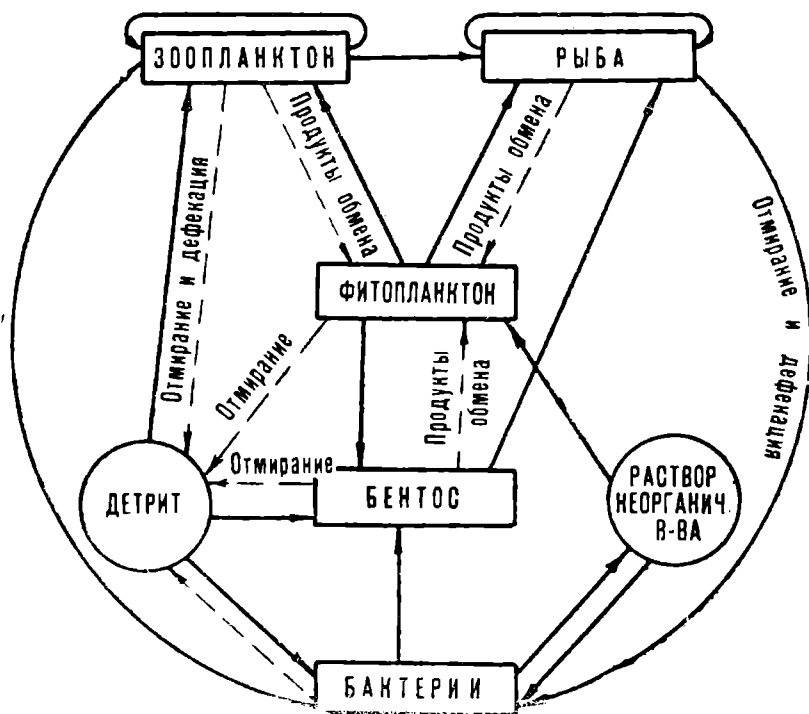 ЗООПЛАНКТОН
РЫБА
Продукты обмена
Продукты обмена
Отмирание и дефекация
Отмирание и дефекация
ФИТОПЛАНКТОН
Отмирание
Продукты
обмена
Отмирание
ДЕТРИТ
БЕНТОС
РАСТВОР
НЕОРГАНИЧ.
В-ВА
БАКТЕРИИ